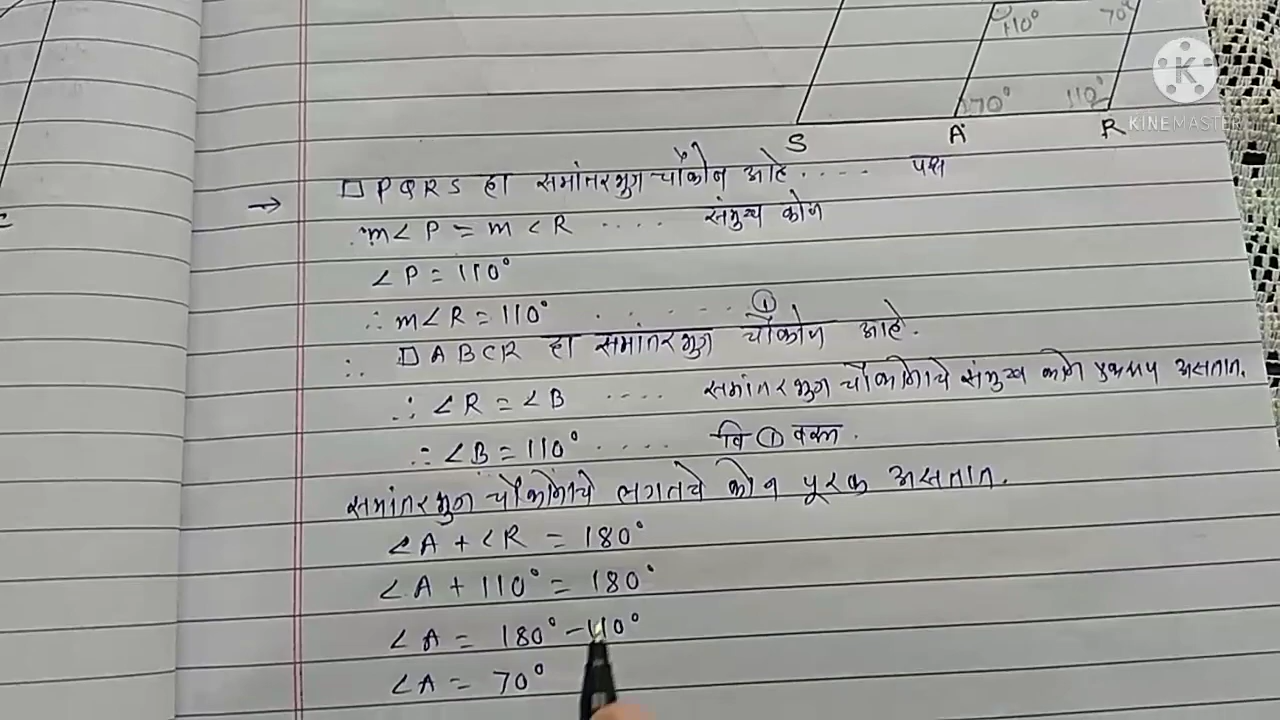 110° 70°
70° 110°
S A R
KINEMASTER
→ □PQRS हा समांतरभुज चौकोन आहे. .... पक्ष
∴ m∠P = m∠R .... संमुख कोन
∠P = 110°
∴ m∠R = 110° ...... ①
∴ □ABCR हा समांतरभुज चौकोन आहे.
∴ ∠R = ∠B .... समांतरभुज चौकोनाचे संमुख कोन एकरूप असतात.
∴ ∠B = 110° .... वि ① वरून.
समांतरभुज चौकोनाचे लगतचे कोन पूरक असतात.
∠A + ∠R = 180°
∠A + 110° = 180°
∠A = 180° - 110°
∠A = 70°